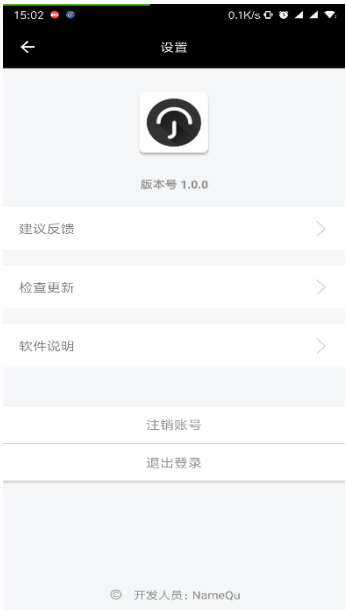 15:02 0.1K/s
设置
版本号 1.0.0
建议反馈
检查更新
软件说明
注销账号
退出登录
© 开发人员：NameQu